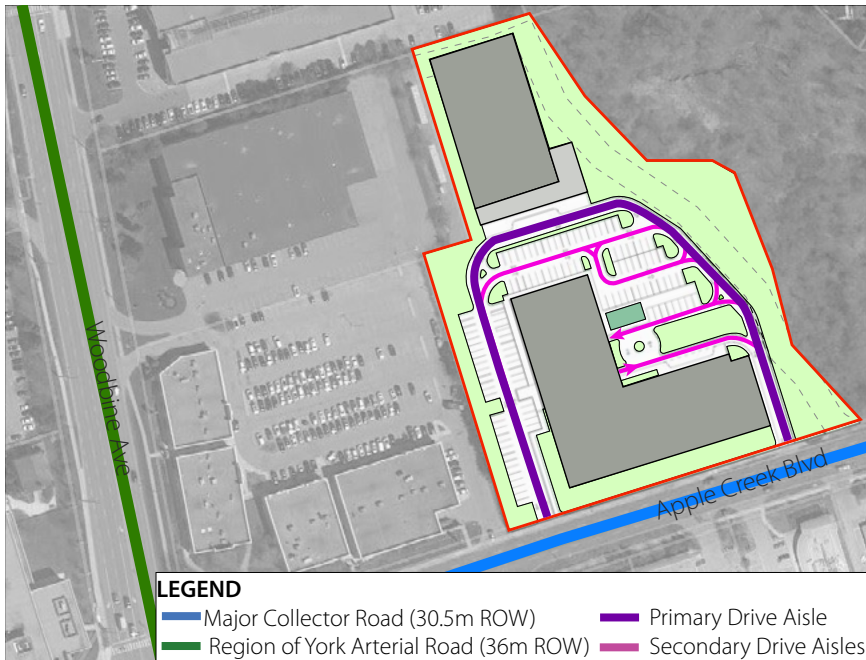 Woodbine Ave
Apple Creek Blvd
LEGEND
Major Collector Road (30.5m ROW)
Primary Drive Aisle
Region of York Arterial Road (36m ROW)
Secondary Drive Aisles